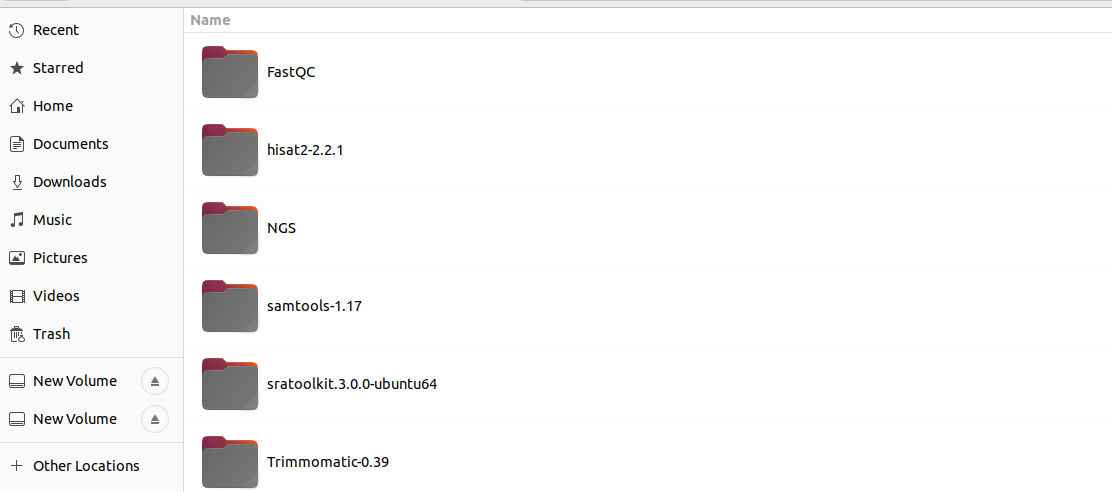 Name
Recent
Starred
Home
Documents
Downloads
Music
Pictures
Videos
Trash
New Volume
New Volume
Other Locations
FastQC
hisat2-2.2.1
NGS
samtools-1.17
sratoolkit.3.0.0-ubuntu64
Trimmomatic-0.39